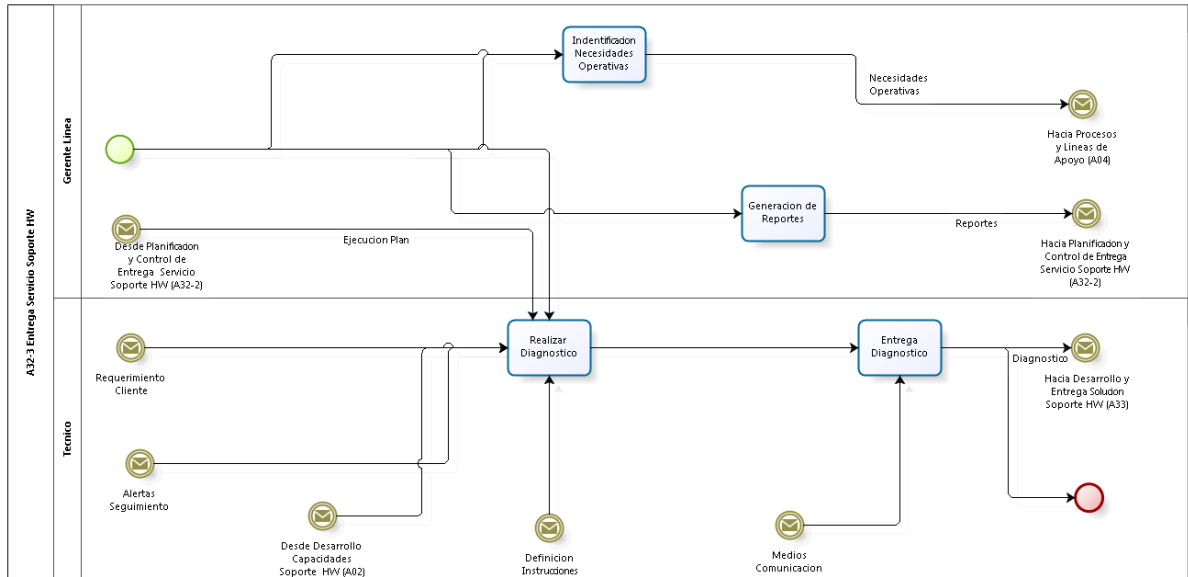 A32-3 Entrega Servicio Soporte HW
Gerente Linea
Indentificacion
Necesidades
Operativas
Necesidades
Operativas
Hacia Procesos
y Lineas de
Apoyo (A04)
Generacion de
Reportes
Reportes
Hacia Planificacion y
Control de Entrega
Servicio Soporte HW
(A32-2)
Ejecucion Plan
Desde Planificacion
y Control de
Entrega Servicio
Soporte HW (A32-2)
Tecnico
Requerimiento
Cliente
Realizar
Diagnostico
Entrega
Diagnostico
Diagnostico
Hacia Desarrollo y
Entrega Solucion
Soporte HW (A33)
Alertas
Seguimiento
Desde Desarrollo
Capacidades
Soporte HW (A02)
Definicion
Instrucciones
Medios
Comunicacion